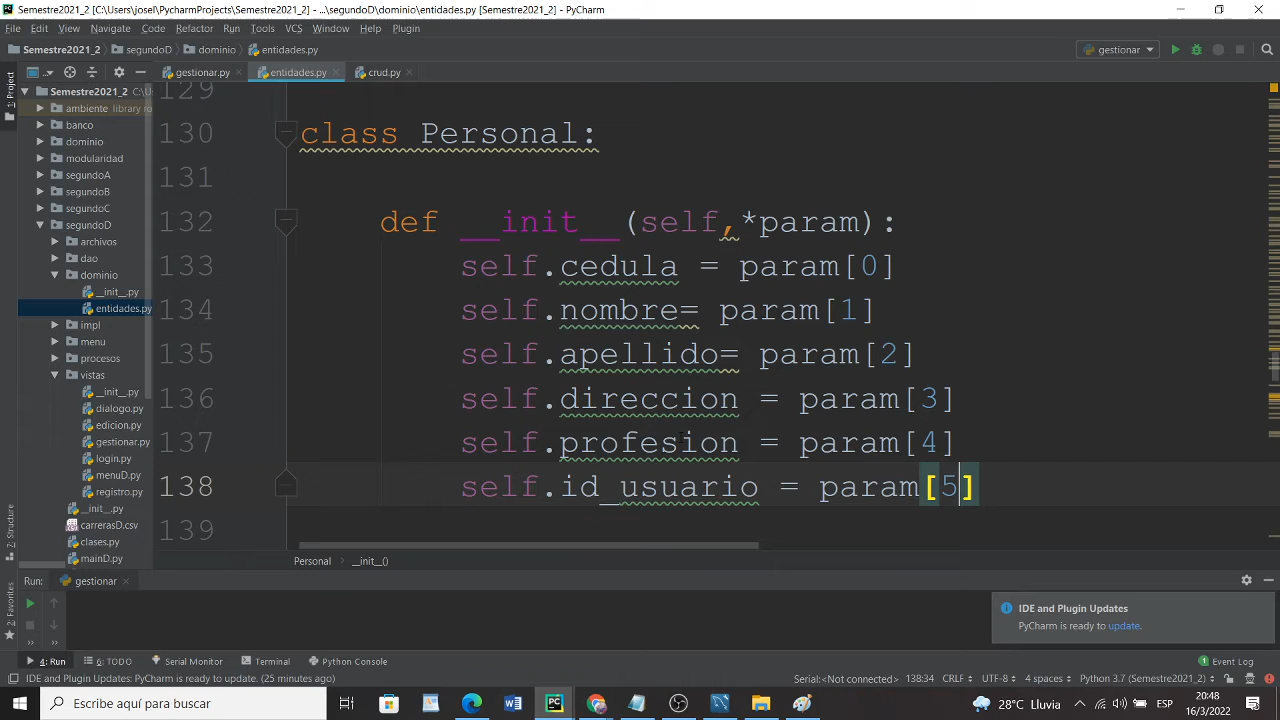 Semestre2021_2 [C:\Users\josel\PycharmProjects\Semestre2021_2] - ...\segundoD\dominio\entidades.py [Semestre2021_2] - PyCharm
File Edit View Navigate Code Refactor Run Tools VCS Window Help Plugin
Semestre2021_2 segundoD dominio entidades.py gestionar
gestionar.py entidades.py crud.py
1: Project
Semestre2021_2 C:\U
ambiente library ro
banco
dominio
modularidad
segundoA
segundoB
segundoC
segundoD
archivos
dao
dominio
__init__.py
entidades.py
impl
menu
procesos
vistas
__init__.py
dialogo.py
edicion.py
gestionar.py
login.py
menuD.py
registro.py
__init__.py
carrerasD.csv
clases.py
mainD.py
129
130 class Personal:
131
132 def __init__(self,*param):
133 self.cedula = param[0]
134 self.nombre= param[1]
135 self.apellido= param[2]
136 self.direccion = param[3]
137 self.profesion = param[4]
138 self.id_usuario = param[5]
139
Personal __init__()
7: Structure
2: Favorites
Run: gestionar
IDE and Plugin Updates
PyCharm is ready to update.
4: Run 6: TODO Serial Monitor Terminal Python Console 1 Event Log
IDE and Plugin Updates: PyCharm is ready to update. (25 minutes ago) Serial:<not connected> 138:34 CRLF UTF-8 4 spaces Python 3.7 (Semestre2021_2)
Escribe aquí para buscar
28°C Lluvia
ESP
20:48
16/3/2022